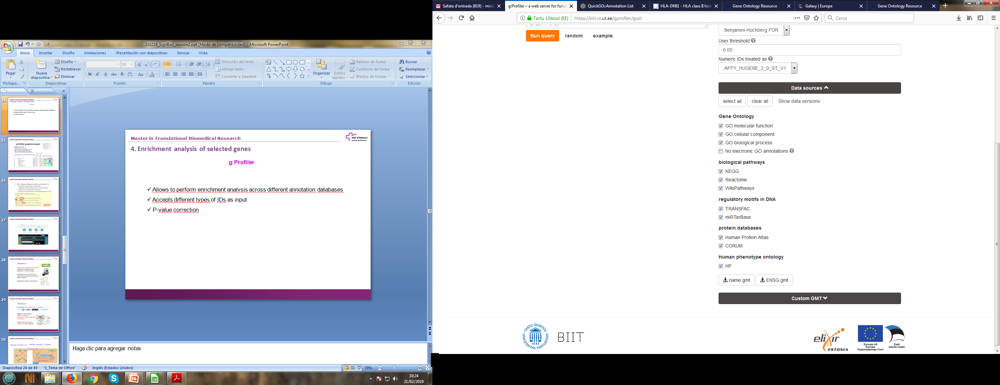 210219_SignBiol_session2.ppt [Modo de compatibilidad] - Microsoft PowerPoint
Inicio Insertar Diseño Animaciones Presentación con diapositivas Revisar Vista
Pegar
Portapa...
Nueva diapositiva
Diseño
Restablecer
Eliminar
Diapositivas
18
N K S abc S AV Aa A
Fuente
Párrafo
Dirección del texto
Alinear texto
Convertir a SmartArt
Organizar
Estilos rápidos
Relleno de forma
Contorno de forma
Efectos de formas
Dibujo
Buscar
Reemplazar
Seleccionar
Edición
24
25
g:Profiler graphical output
26
27
28
Reactome is...
29
Reactome is...
30
Master in Translational Biomedical Research
Vall d'Hebron
Institut de Recerca
4. Enrichment analysis of selected genes
g:Profiler
✓ Allows to perform enrichment analysis across different annotation databases
✓ Accepts different types of IDs as input
✓ P-value correction
Haga clic para agregar notas
Diapositiva 24 de 45 "1_Tema de Office" Inglés (Estados Unidos) 70%
10:24
21/02/2019
Safata d'entrada (819) - mirei
g:Profiler – a web server for funct
QuickGO::Annotation List
HLA-DRB1 - HLA class II histo
Gene Ontology Resource
Galaxy | Europe
Gene Ontology Resource
Tartu Ülikool (EE) https://biit.cs.ut.ee/gprofiler/gost
Cerca
Run query random example
Benjamini-Hochberg FDR
User threshold
0.05
Numeric IDs treated as
AFFY_HUGENE_2_0_ST_V1
Data sources
select all clear all Show data versions
Gene Ontology
GO molecular function
GO cellular component
GO biological process
No electronic GO annotations
biological pathways
KEGG
Reactome
WikiPathways
regulatory motifs in DNA
TRANSFAC
miRTarBase
protein databases
Human Protein Atlas
CORUM
Human phenotype ontology
HP
name.gmt ENSG.gmt
Custom GMT
TARTU ÜLIKOOL
UNIVERSITAS TARTUENSIS
1632
BIIT
elixir
ESTONIA
Euroopa Liit
Euroopa
Regionaalarengu Fond
Eesti
tuleviku heaks